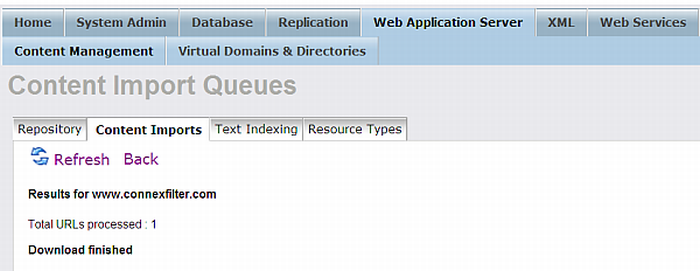 Home System Admin Database Replication Web Application Server XML Web Services
Content Management Virtual Domains & Directories
Content Import Queues
Repository Content Imports Text Indexing Resource Types
Refresh Back
Results for www.connexfilter.com
Total URLs processed : 1
Download finished